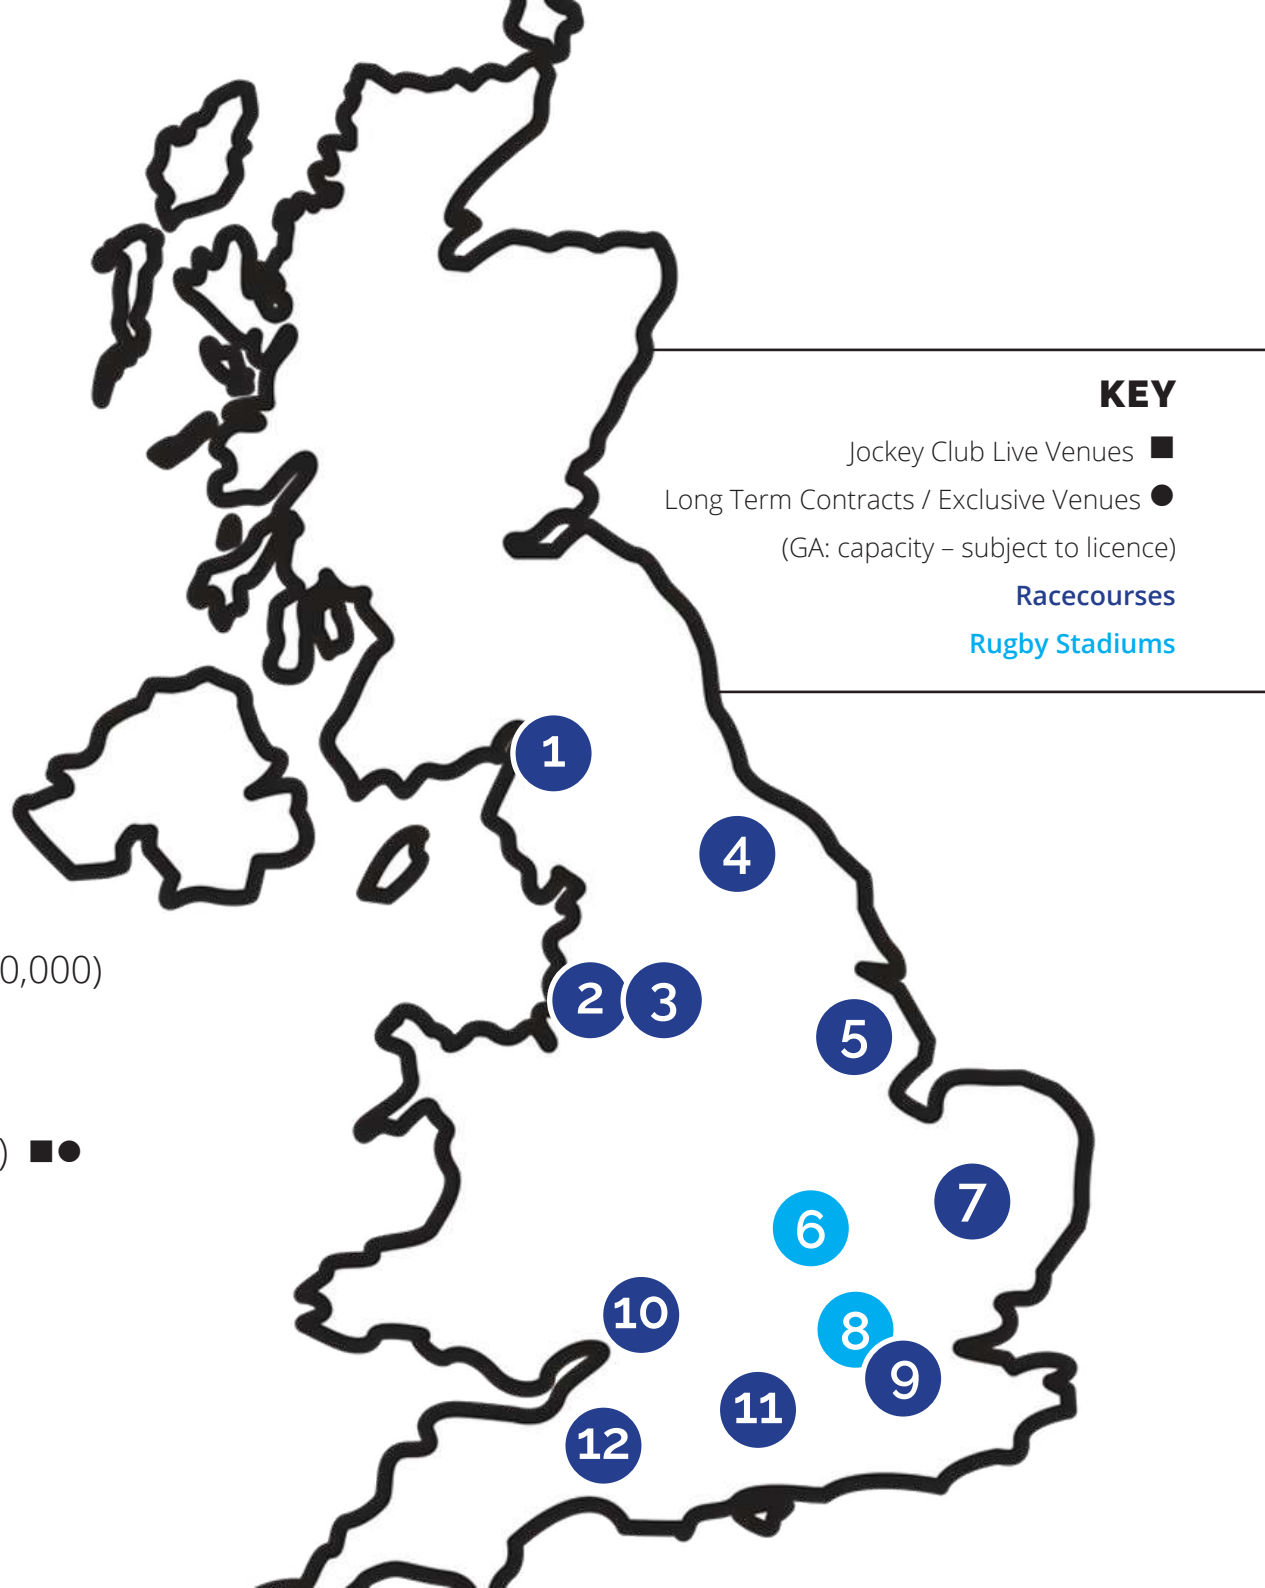 KEY
Jockey Club Live Venues ■
Long Term Contracts / Exclusive Venues ●
(GA: capacity – subject to licence)
Racecourses
Rugby Stadiums
1
4
0,000)
2
3
5
) ■●
7
6
10
8
9
11
12